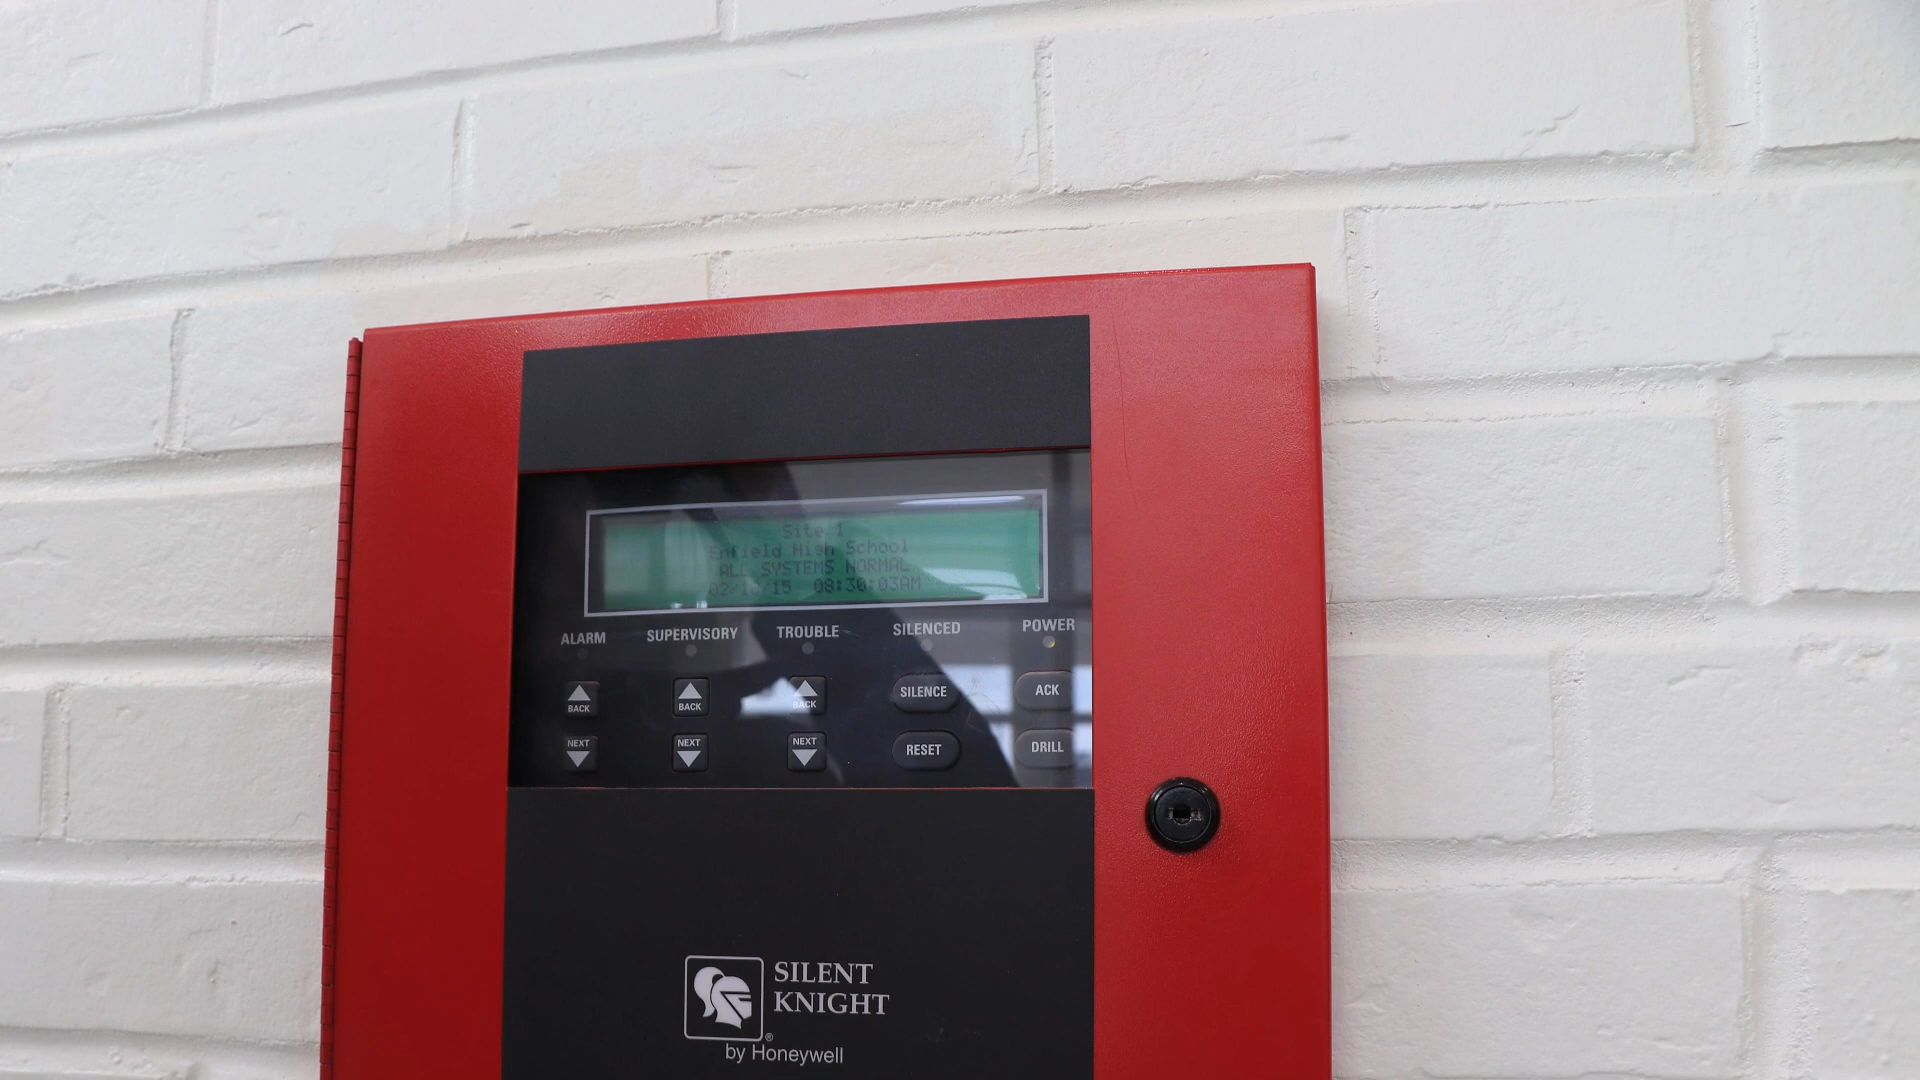 Site 1
Enfield High School
ALL SYSTEMS NORMAL
08:30:03AM
ALARM SUPERVISORY TROUBLE SILENCED POWER
BACK BACK BACK SILENCE ACK
NEXT NEXT NEXT RESET DRILL
SILENT
KNIGHT
®
by Honeywell